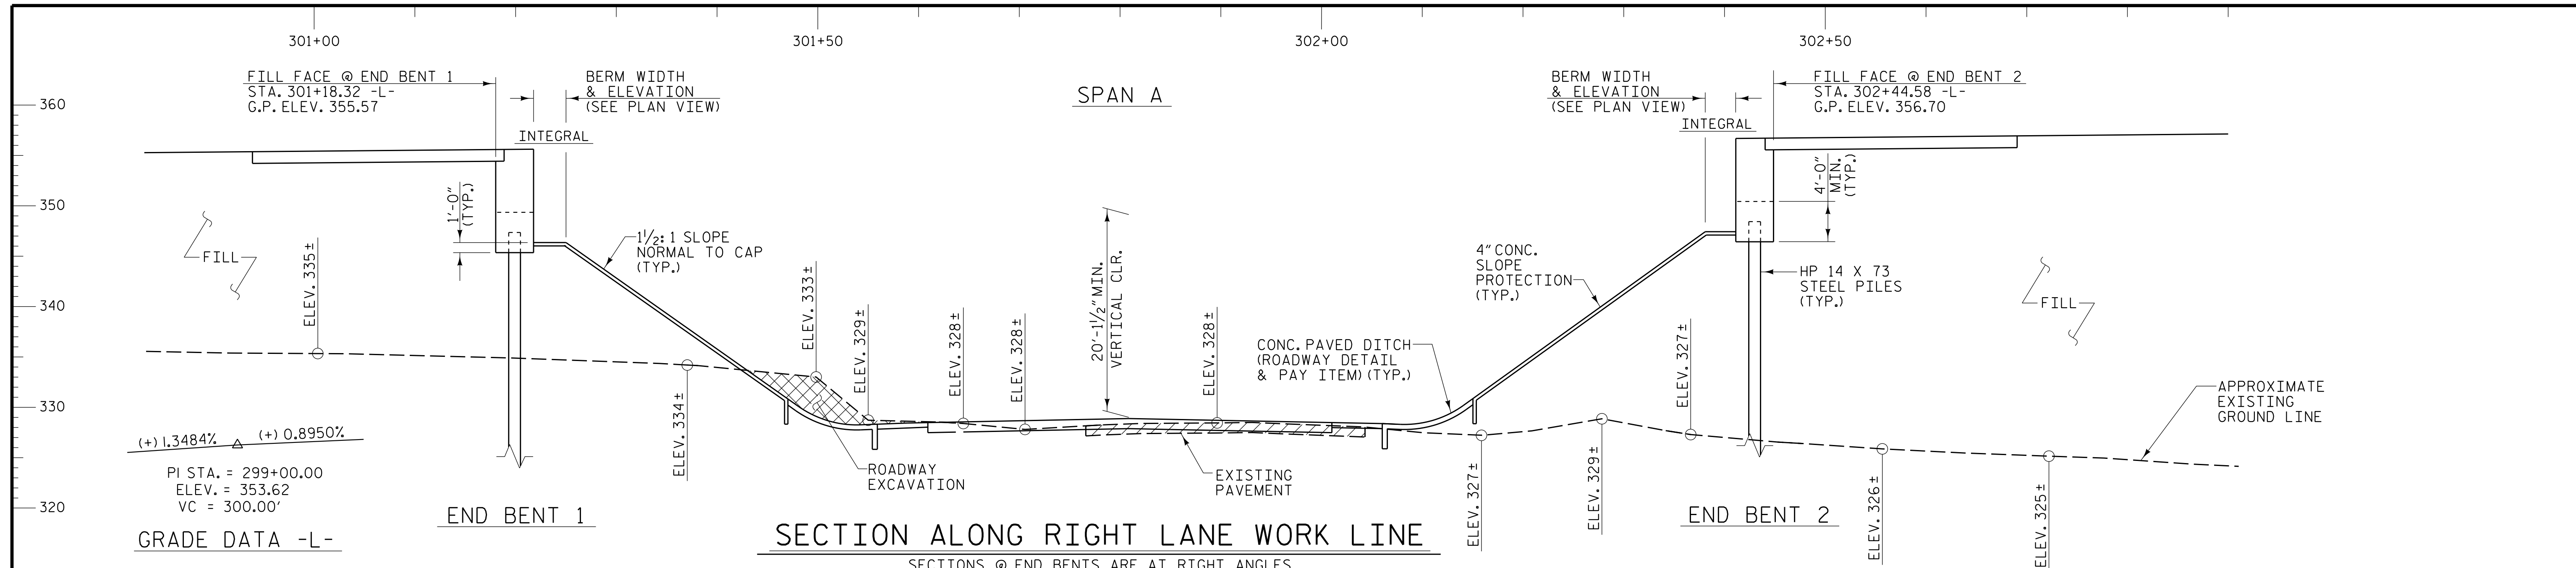 301+00
301+50
302+00
302+50
360
350
340
330
320
FILL FACE @ END BENT 1
STA. 301+18.32 -L-
G.P. ELEV. 355.57
BERM WIDTH
& ELEVATION
(SEE PLAN VIEW)
INTEGRAL
SPAN A
BERM WIDTH
& ELEVATION
(SEE PLAN VIEW)
INTEGRAL
FILL FACE @ END BENT 2
STA. 302+44.58 -L-
G.P. ELEV. 356.70
1'-0"
(TYP.)
4'-0"
MIN.
(TYP.)
FILL
ELEV. 335±
1½:1 SLOPE
NORMAL TO CAP
(TYP.)
ELEV. 333±
ELEV. 329±
ELEV. 328±
ELEV. 328±
20'-1½" MIN.
VERTICAL CLR.
ELEV. 328±
CONC. PAVED DITCH
(ROADWAY DETAIL
& PAY ITEM) (TYP.)
4" CONC.
SLOPE
PROTECTION
(TYP.)
ELEV. 327±
HP 14 X 73
STEEL PILES
(TYP.)
FILL
APPROXIMATE
EXISTING
GROUND LINE
ELEV. 334±
ROADWAY
EXCAVATION
EXISTING
PAVEMENT
ELEV. 327±
ELEV. 329±
ELEV. 326±
ELEV. 325±
(+) 1.3484%
(+) 0.8950%
PI STA. = 299+00.00
ELEV. = 353.62
VC = 300.00'
GRADE DATA -L-
END BENT 1
END BENT 2
SECTION ALONG RIGHT LANE WORK LINE
SECTIONS @ END BENTS ARE AT RIGHT ANGLES